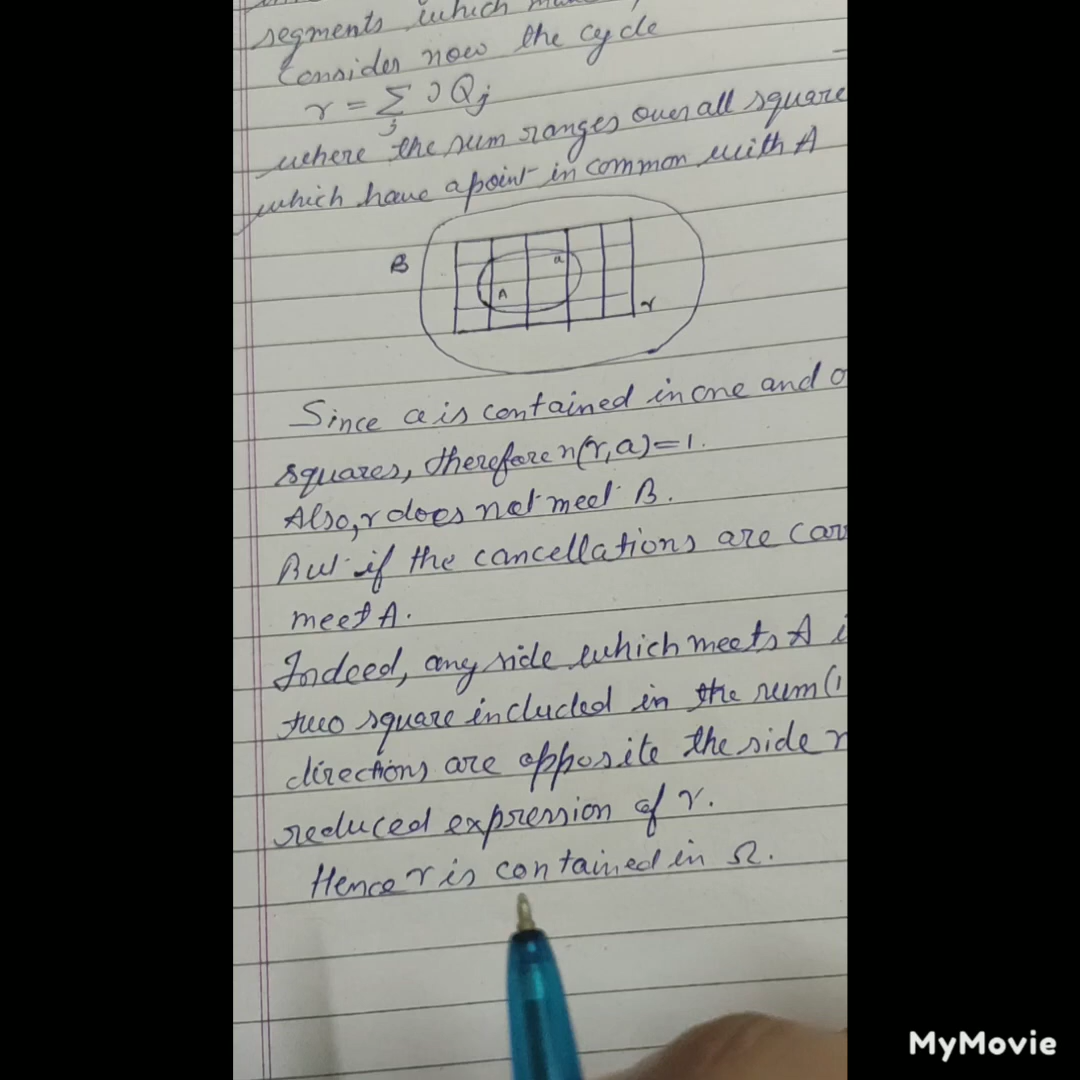 segments which
Consider now the cycle
r = Σ ∂Qj
j
where the sum ranges over all square
which have a point in common with A
B
a
A
r
Since a is contained in one and o
squares, therefore n(r,a)=1.
Also, r does not meet B.
But if the cancellations are car
meet A.
Indeed, any side which meets A i
two square included in the sum (1
directions are opposite the side r
reduced expression of r.
Hence r is contained in Ω.
MyMovie